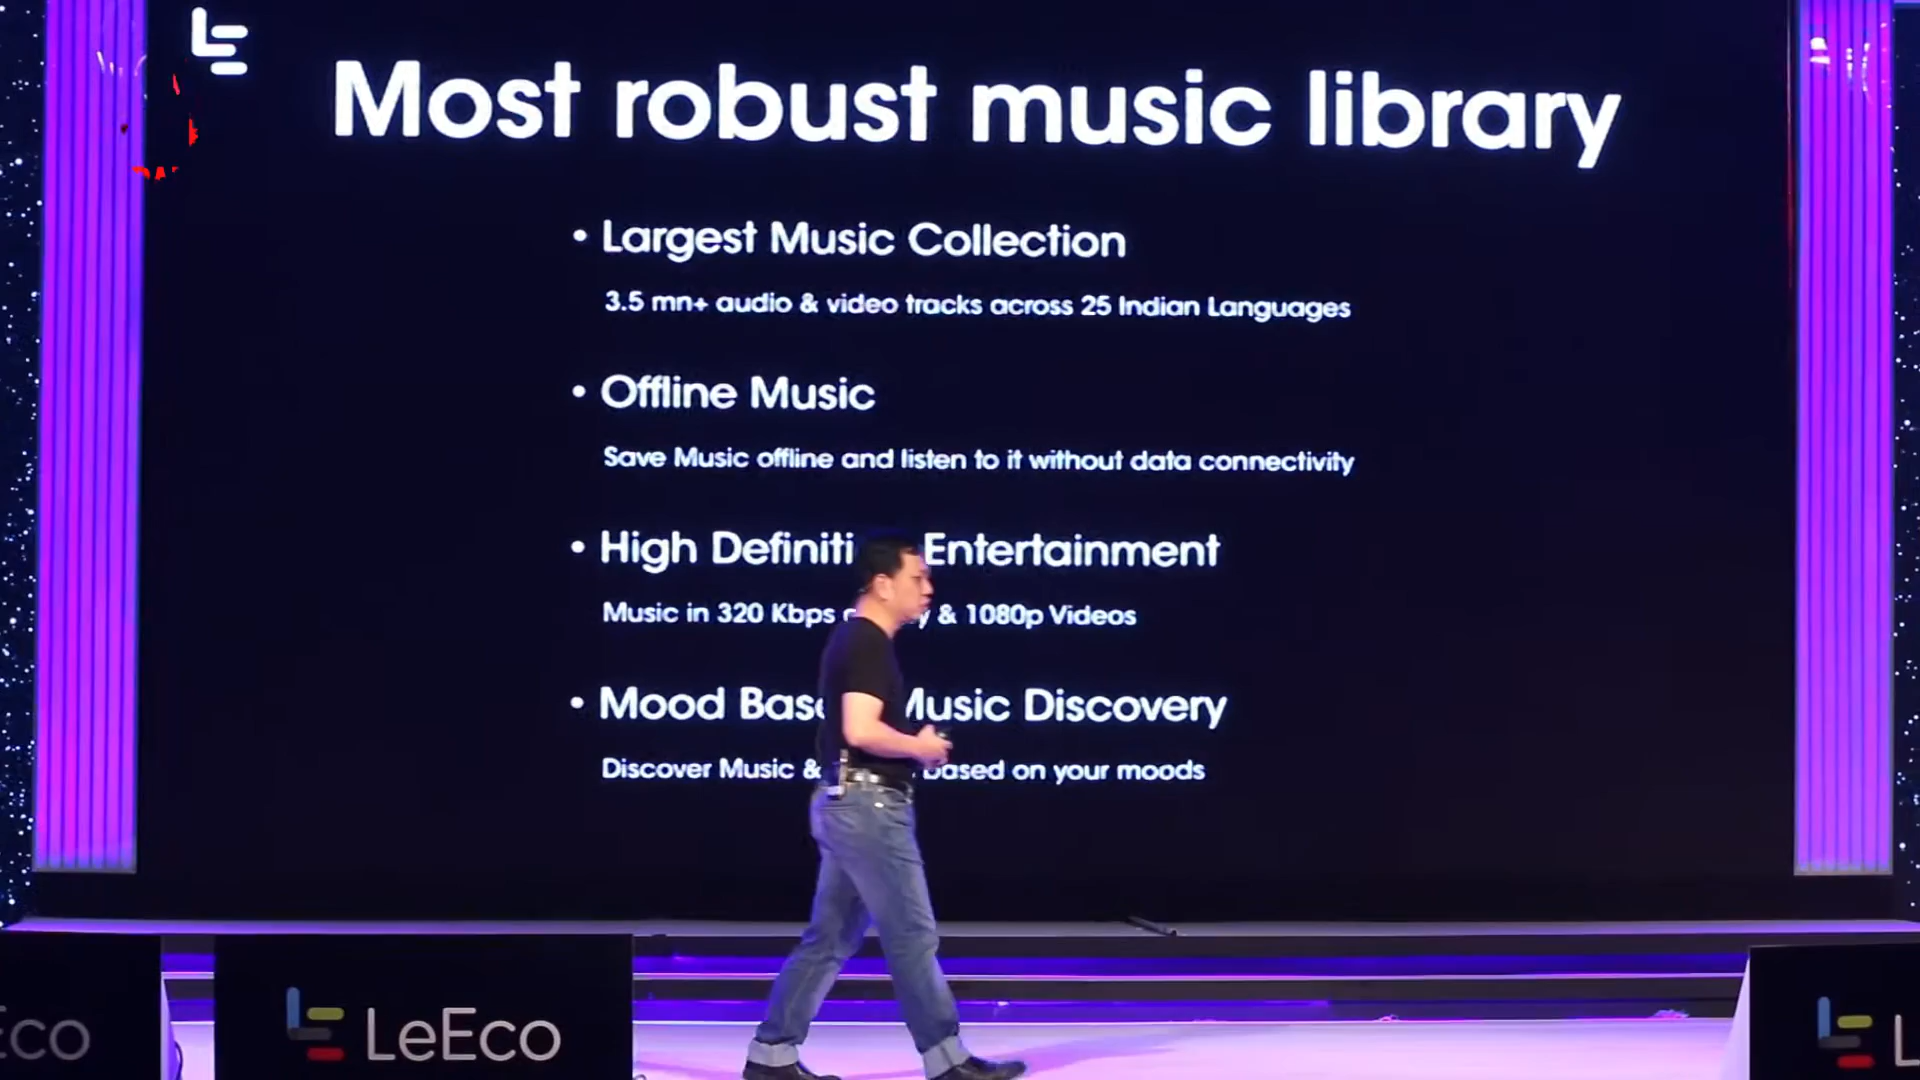 Most robust music library
• Largest Music Collection
3.5 mn+ audio & video tracks across 25 Indian Languages
• Offline Music
Save Music offline and listen to it without data connectivity
• High Definiti Entertainment
Music in 320 Kbps & 1080p Videos
• Mood Base Music Discovery
Discover Music & based on your moods
Eco
LeEco
L